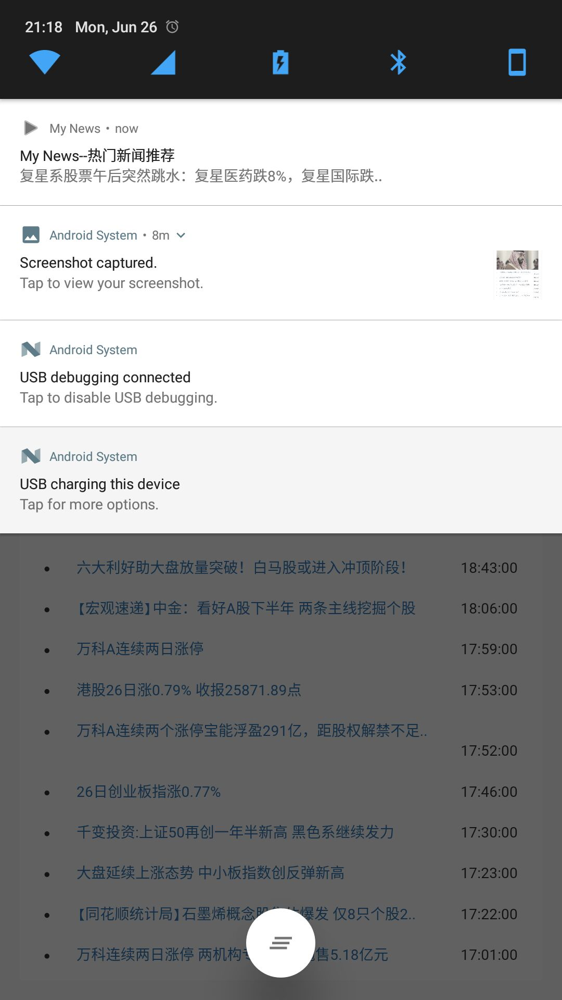 21:18 Mon, Jun 26
My News • now
My News--热门新闻推荐
复星系股票午后突然跳水：复星医药跌8%，复星国际跌..
Android System • 8m
Screenshot captured.
Tap to view your screenshot.
Android System
USB debugging connected
Tap to disable USB debugging.
Android System
USB charging this device
Tap for more options.
• 六大利好助大盘放量突破！白马股或进入冲顶阶段！ 18:43:00
• 【宏观速递】中金：看好A股下半年 两条主线挖掘个股 18:06:00
• 万科A连续两日涨停 17:59:00
• 港股26日涨0.79% 收报25871.89点 17:53:00
• 万科A连续两个涨停宝能浮盈291亿，距股权解禁不足..
17:52:00
• 26日创业板指涨0.77% 17:46:00
• 千变投资:上证50再创一年半新高 黑色系继续发力 17:30:00
• 大盘延续上涨态势 中小板指数创反弹新高 17:23:00
• 【同花顺统计局】石墨烯概念股 爆发 仅8只个股2.. 17:22:00
• 万科连续两日涨停 两机构 售5.18亿元 17:01:00